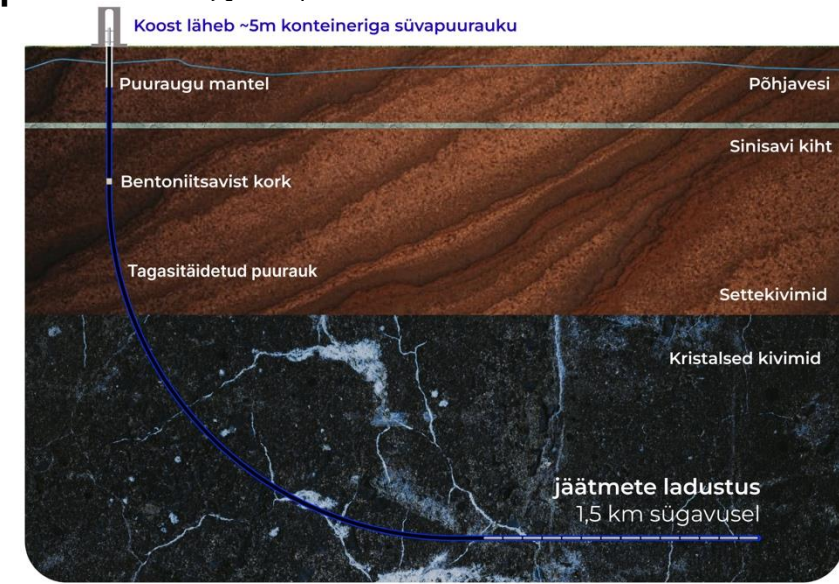 Koost läheb ~5m konteineriga süvapuurauku
Puuraugu mantel
Põhjavesi
Sinisavi kiht
Bentoniitsavist kork
Tagasitäidetud puurauk
Settekivimid
Kristalsed kivimid
jäätmete ladustus
1,5 km sügavusel